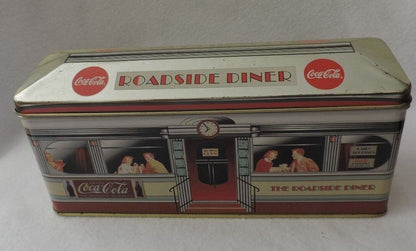 Coca-Cola
ROADSIDE DINER
Coca-Cola
Coca-Cola
THE ROADSIDE DINER